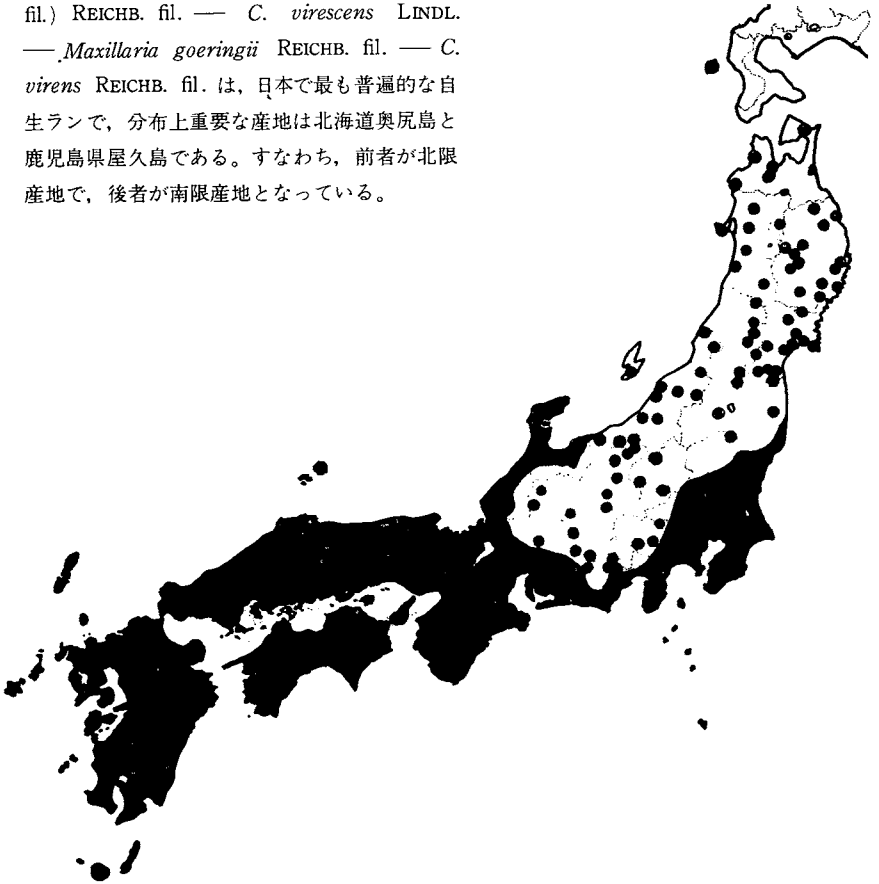 fil.) REICHB. fil. — C. virescens LINDL.
— Maxillaria goeringii REICHB. fil. — C.
virens REICHB. fil. は，日本で最も普遍的な自
生ランで，分布上重要な産地は北海道奥尻島と
鹿児島県屋久島である。すなわち，前者が北限
産地で，後者が南限産地となっている。